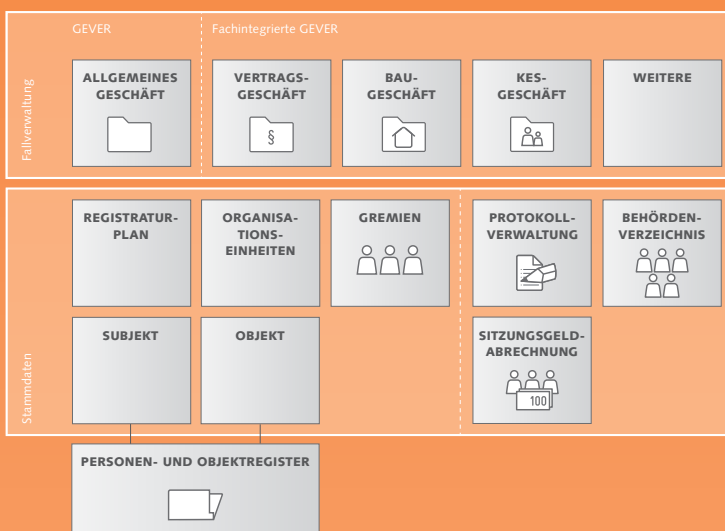 GEVER
Fachintegrierte GEVER
Fallverwaltung
ALLGEMEINES
GESCHÄFT
VERTRAGS-
GESCHÄFT
§
BAU-
GESCHÄFT
KES-
GESCHÄFT
WEITERE
Stammdaten
REGISTRATUR-
PLAN
ORGANISA-
TIONS-
EINHEITEN
GREMIEN
PROTOKOLL-
VERWALTUNG
BEHÖRDEN-
VERZEICHNIS
SUBJEKT
OBJEKT
SITZUNGSGELD-
ABRECHNUNG
100
PERSONEN- UND OBJEKTREGISTER